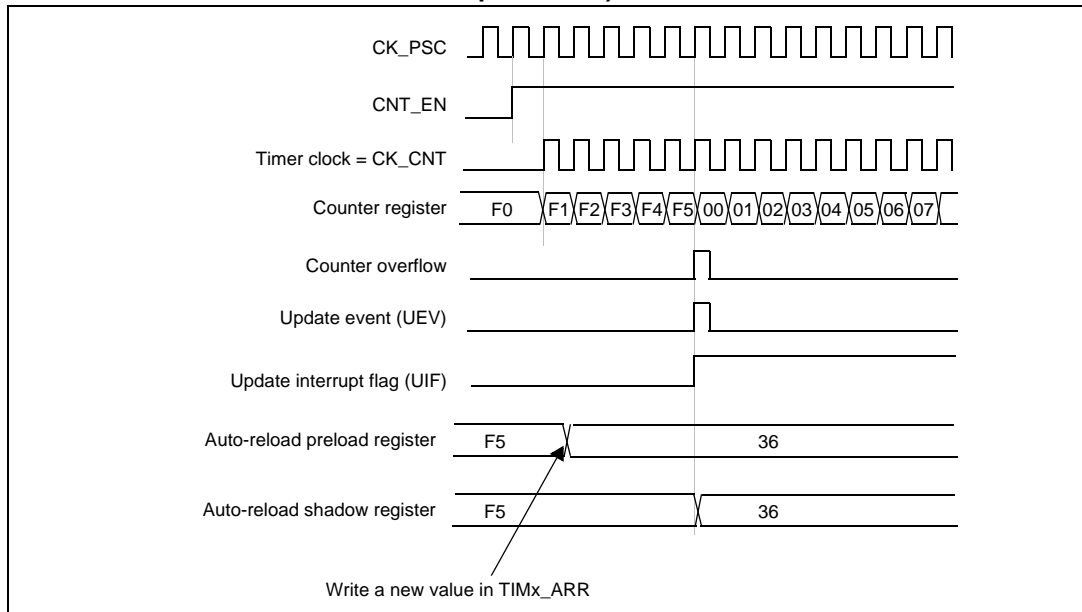 CK_PSC
CNT_EN
Timer clock = CK_CNT
Counter register F0 F1 F2 F3 F4 F5 00 01 02 03 04 05 06 07
Counter overflow
Update event (UEV)
Update interrupt flag (UIF)
Auto-reload preload register F5 36
Auto-reload shadow register F5 36
Write a new value in TIMx_ARR